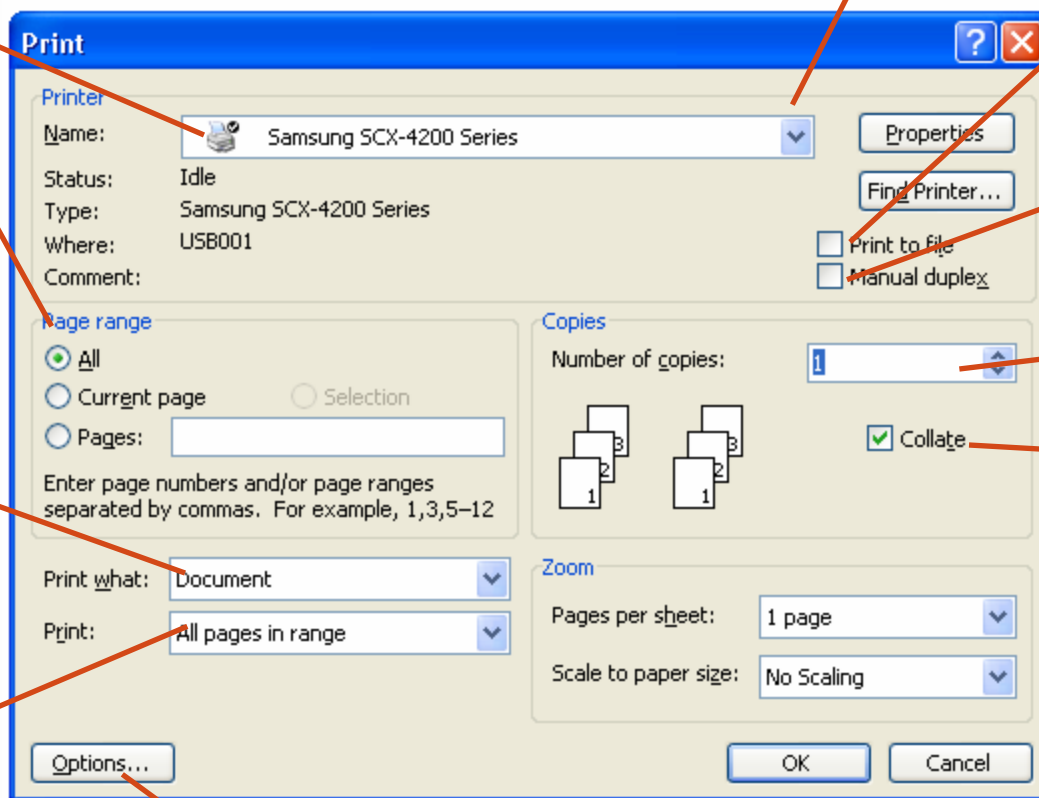 Print
Printer
Name: Samsung SCX-4200 Series Properties
Status: Idle Find Printer...
Type: Samsung SCX-4200 Series
Where: USB001 Print to file
Comment: Manual duplex
Page range
All
Current page Selection
Pages:
Enter page numbers and/or page ranges
separated by commas. For example, 1,3,5–12
Copies
Number of copies: 1
3 3
2 2
1 1
Collate
Print what: Document
Print: All pages in range
Zoom
Pages per sheet: 1 page
Scale to paper size: No Scaling
Options... OK Cancel